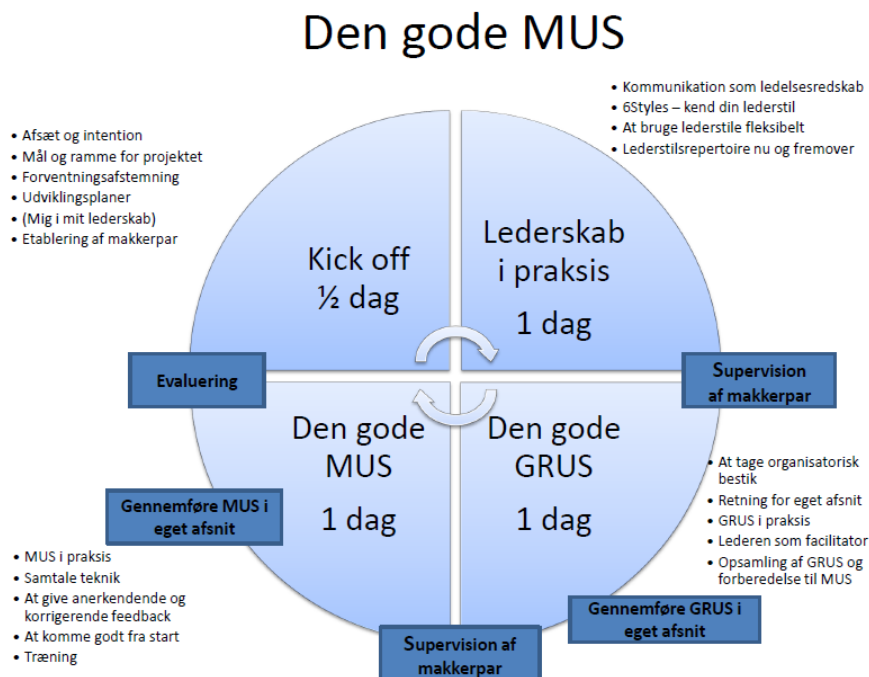 Den gode MUS
• Afsæt og intention
• Mål og ramme for projektet
• Forventningsafstemning
• Udviklingsplaner
• (Mig i mit lederskab)
• Etablering af makkerpar
• Kommunikation som ledelsesredskab
• 6Styles – kend din lederstil
• At bruge lederstile fleksibelt
• Lederstilsrepertoire nu og fremover
Kick off
½ dag
Lederskab
i praksis
1 dag
Evaluering
Supervision
af makkerpar
Den gode
MUS
1 dag
Den gode
GRUS
1 dag
• At tage organisatorisk
bestik
• Retning for eget afsnit
• GRUS i praksis
• Lederen som facilitator
• Opsamling af GRUS og
forberedelse til MUS
Gennemføre MUS i
eget afsnit
• MUS i praksis
• Samtale teknik
• At give anerkendende og
korrigerende feedback
• At komme godt fra start
• Træning
Gennemføre GRUS i
eget afsnit
Supervision af
makkerpar